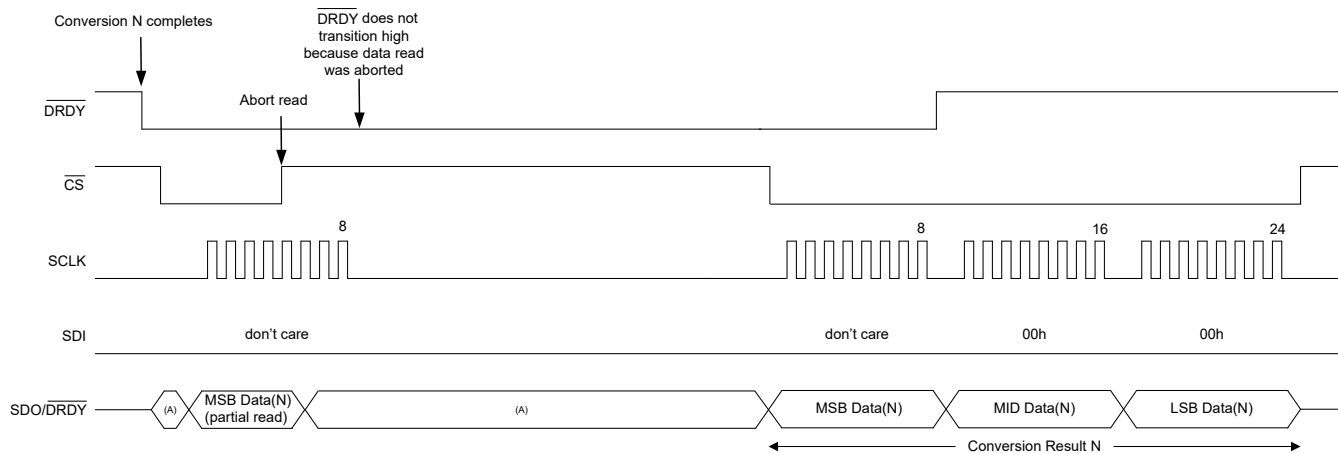 Conversion N completes
DRDY does not
transition high
because data read
was aborted
Abort read
DRDY
CS
8
8
16
24
SCLK
SDI
don’t care
don’t care
00h
00h
SDO/DRDY
(A)
MSB Data(N)
(partial read)
(A)
MSB Data(N)
MID Data(N)
LSB Data(N)
Conversion Result N